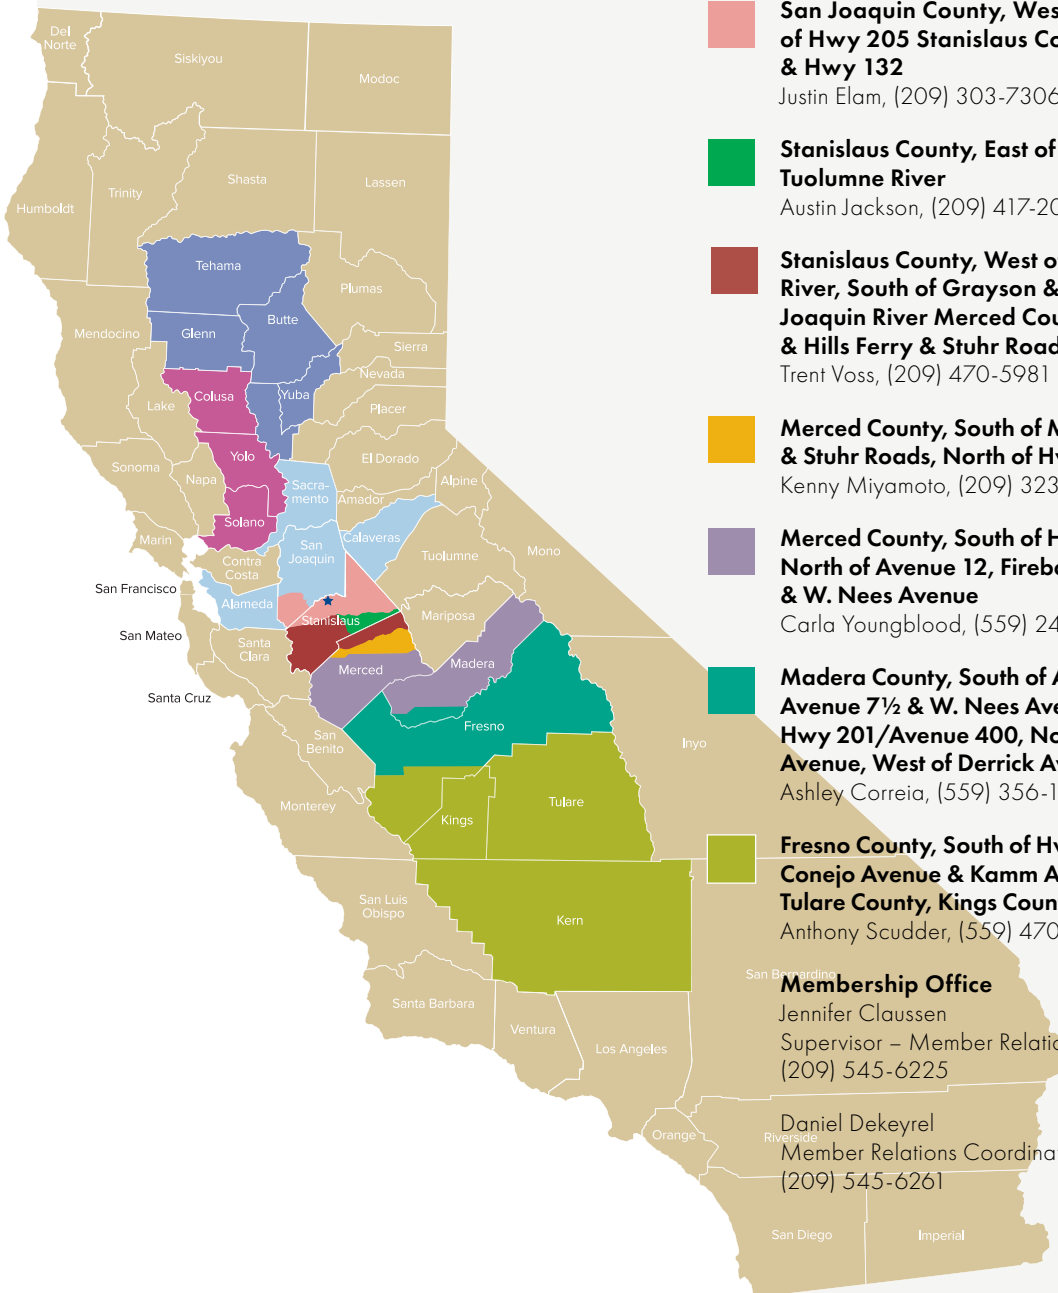 Del
Norte
Siskiyou
Modoc
Humboldt
Trinity
Shasta
Lassen
Tehama
Plumas
Mendocino
Glenn
Butte
Sierra
Nevada
Lake
Colusa
Yuba
Placer
Sonoma
Napa
Yolo
Sacra-
mento
El Dorado
Amador
Alpine
Solano
Marin
Contra
Costa
San
Joaquin
Calaveras
Tuolumne
Mono
San Francisco
Alameda
Stanislaus
Mariposa
San Mateo
Santa
Clara
Merced
Madera
Santa Cruz
San
Benito
Fresno
Inyo
Monterey
Kings
Tulare
San Luis
Obispo
Kern
San Bernardino
Santa Barbara
Ventura
Los Angeles
Orange
Riverside
San Diego
Imperial
San Joaquin County, Wes
of Hwy 205 Stanislaus Co
& Hwy 132
Justin Elam, (209) 303-7306
Stanislaus County, East of
Tuolumne River
Austin Jackson, (209) 417-20
Stanislaus County, West o
River, South of Grayson &
Joaquin River Merced Cou
& Hills Ferry & Stuhr Road
Trent Voss, (209) 470-5981
Merced County, South of M
& Stuhr Roads, North of Hw
Kenny Miyamoto, (209) 323
Merced County, South of H
North of Avenue 12, Fireba
& W. Nees Avenue
Carla Youngblood, (559) 24
Madera County, South of A
Avenue 7½ & W. Nees Ave
Hwy 201/Avenue 400, No
Avenue, West of Derrick Av
Ashley Correia, (559) 356-1
Fresno County, South of Hw
Conejo Avenue & Kamm A
Tulare County, Kings Coun
Anthony Scudder, (559) 470
Membership Office
Jennifer Claussen
Supervisor – Member Relatio
(209) 545-6225
Daniel Dekeyrel
Member Relations Coordina
(209) 545-6261